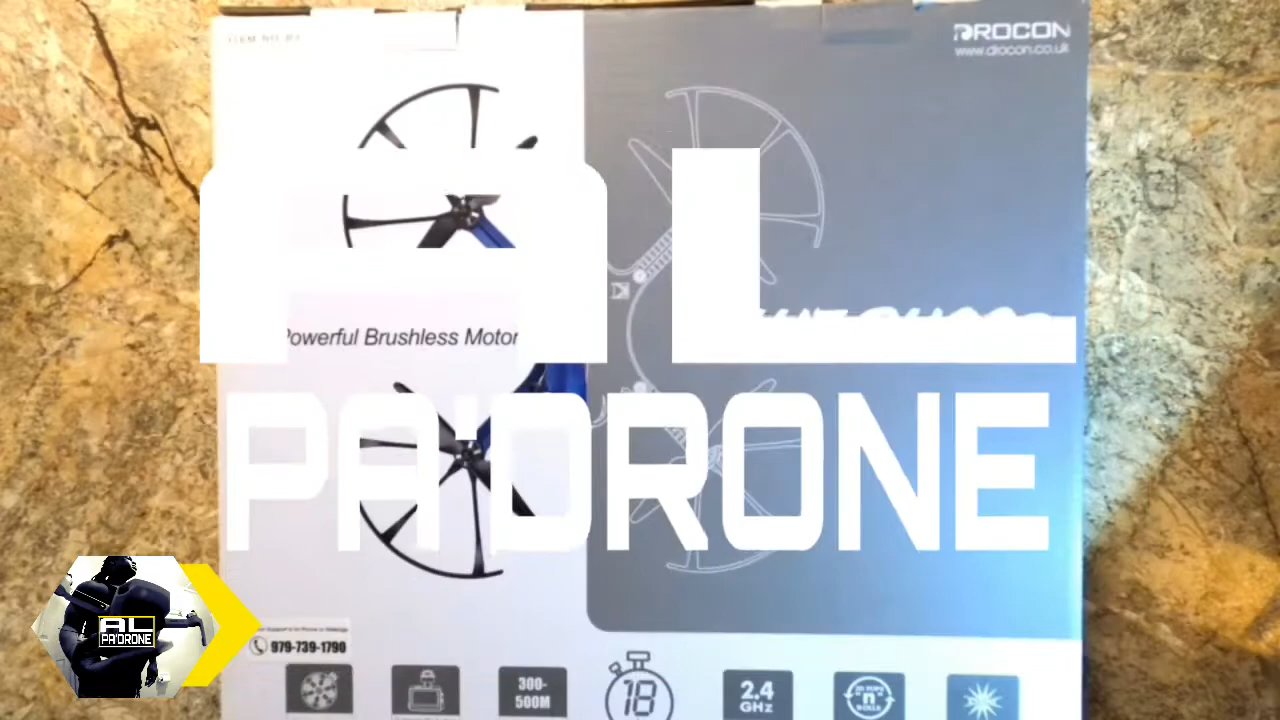 DROCON
www.drocon.co.uk
AL
Powerful Brushless Motor
PA'DRONE
AL
PA'DRONE
979-739-1790
300-
500M
18
2.4
GHz